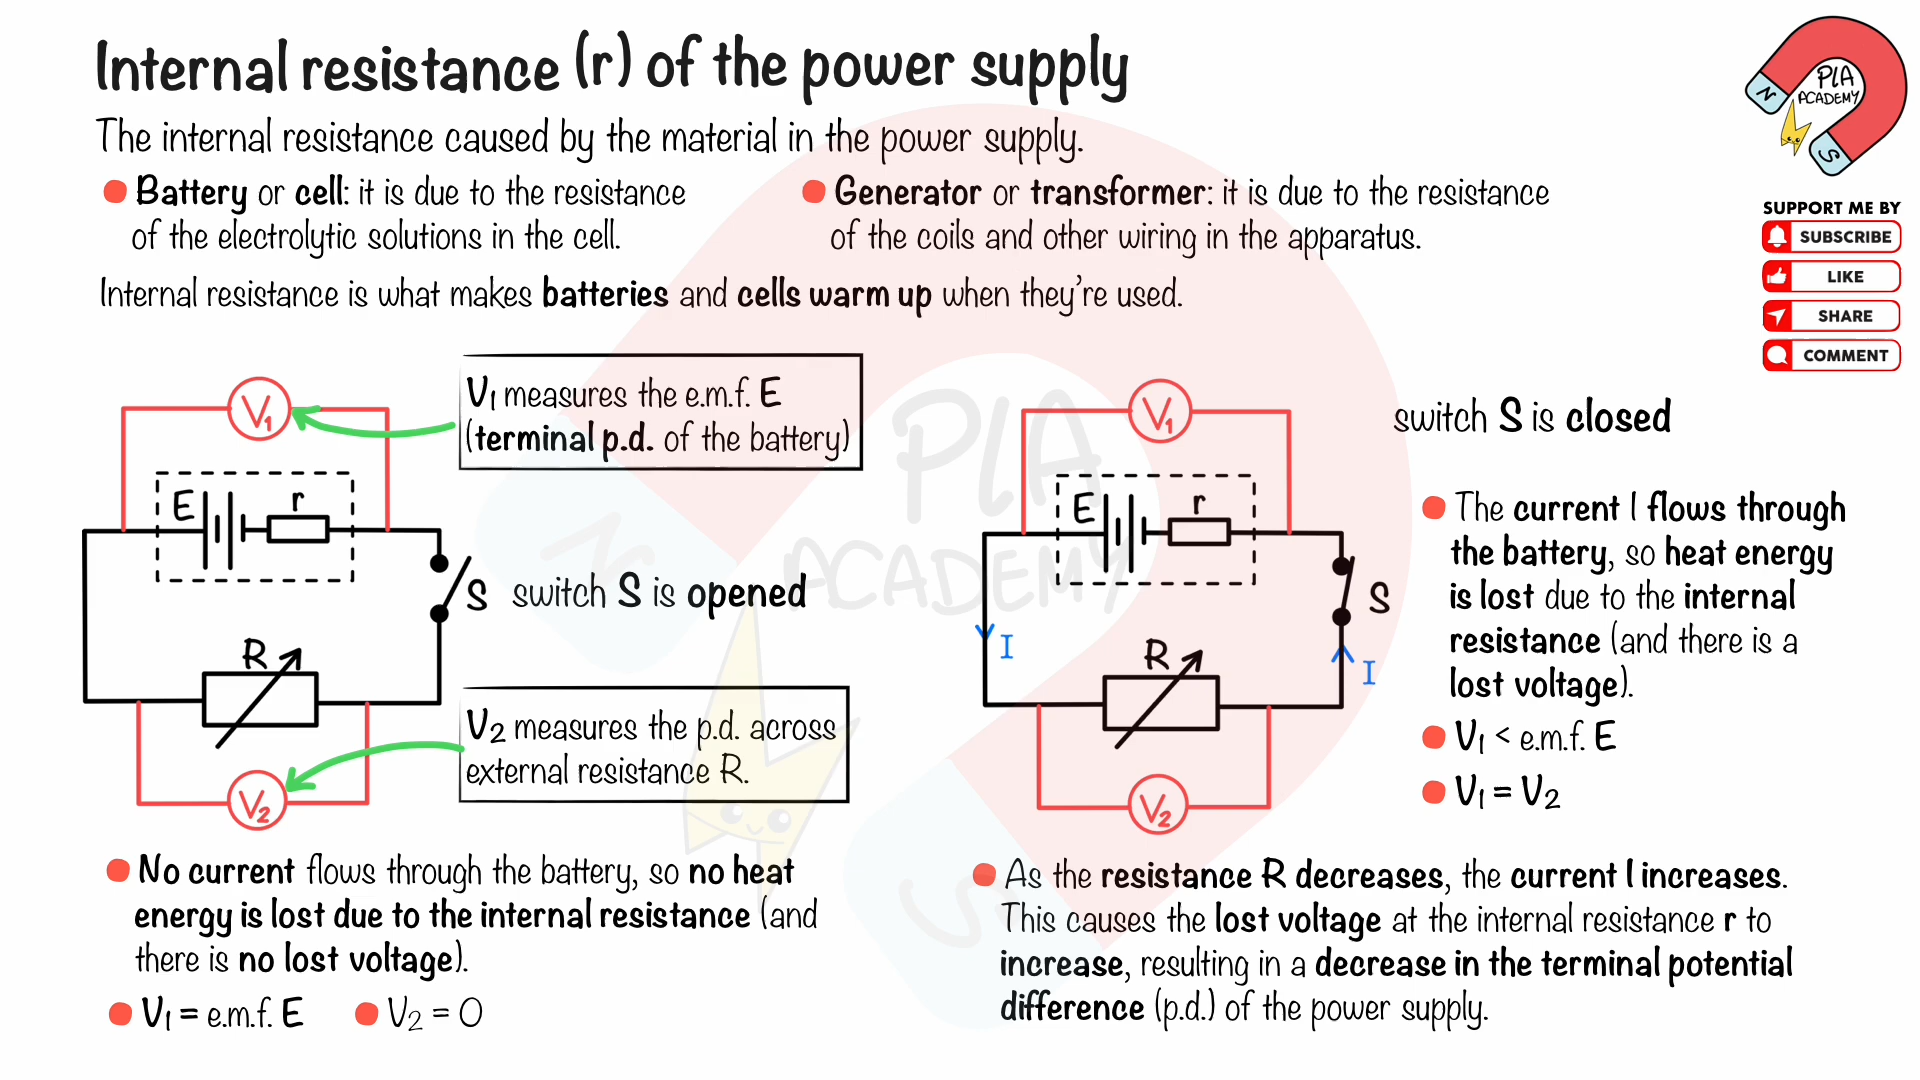 Internal resistance (r) of the power supply
The internal resistance caused by the material in the power supply.
Battery or cell: it is due to the resistance
of the electrolytic solutions in the cell.
Generator or transformer: it is due to the resistance
of the coils and other wiring in the apparatus.
Internal resistance is what makes batteries and cells warm up when they're used.
PLA
ACADEMY
N
S
SUPPORT ME BY
SUBSCRIBE
LIKE
SHARE
COMMENT
V1
V1 measures the e.m.f. E
(terminal p.d. of the battery)
E
r
S
switch S is opened
R
V2 measures the p.d. across
external resistance R.
V2
No current flows through the battery, so no heat
energy is lost due to the internal resistance (and
there is no lost voltage).
V1 = e.m.f. E
V2 = 0
V1
E
r
S
I
I
R
V2
switch S is closed
The current I flows through
the battery, so heat energy
is lost due to the internal
resistance (and there is a
lost voltage).
V1 < e.m.f. E
V1 = V2
As the resistance R decreases, the current I increases.
This causes the lost voltage at the internal resistance r to
increase, resulting in a decrease in the terminal potential
difference (p.d.) of the power supply.
PLA
ACADEMY
N
S